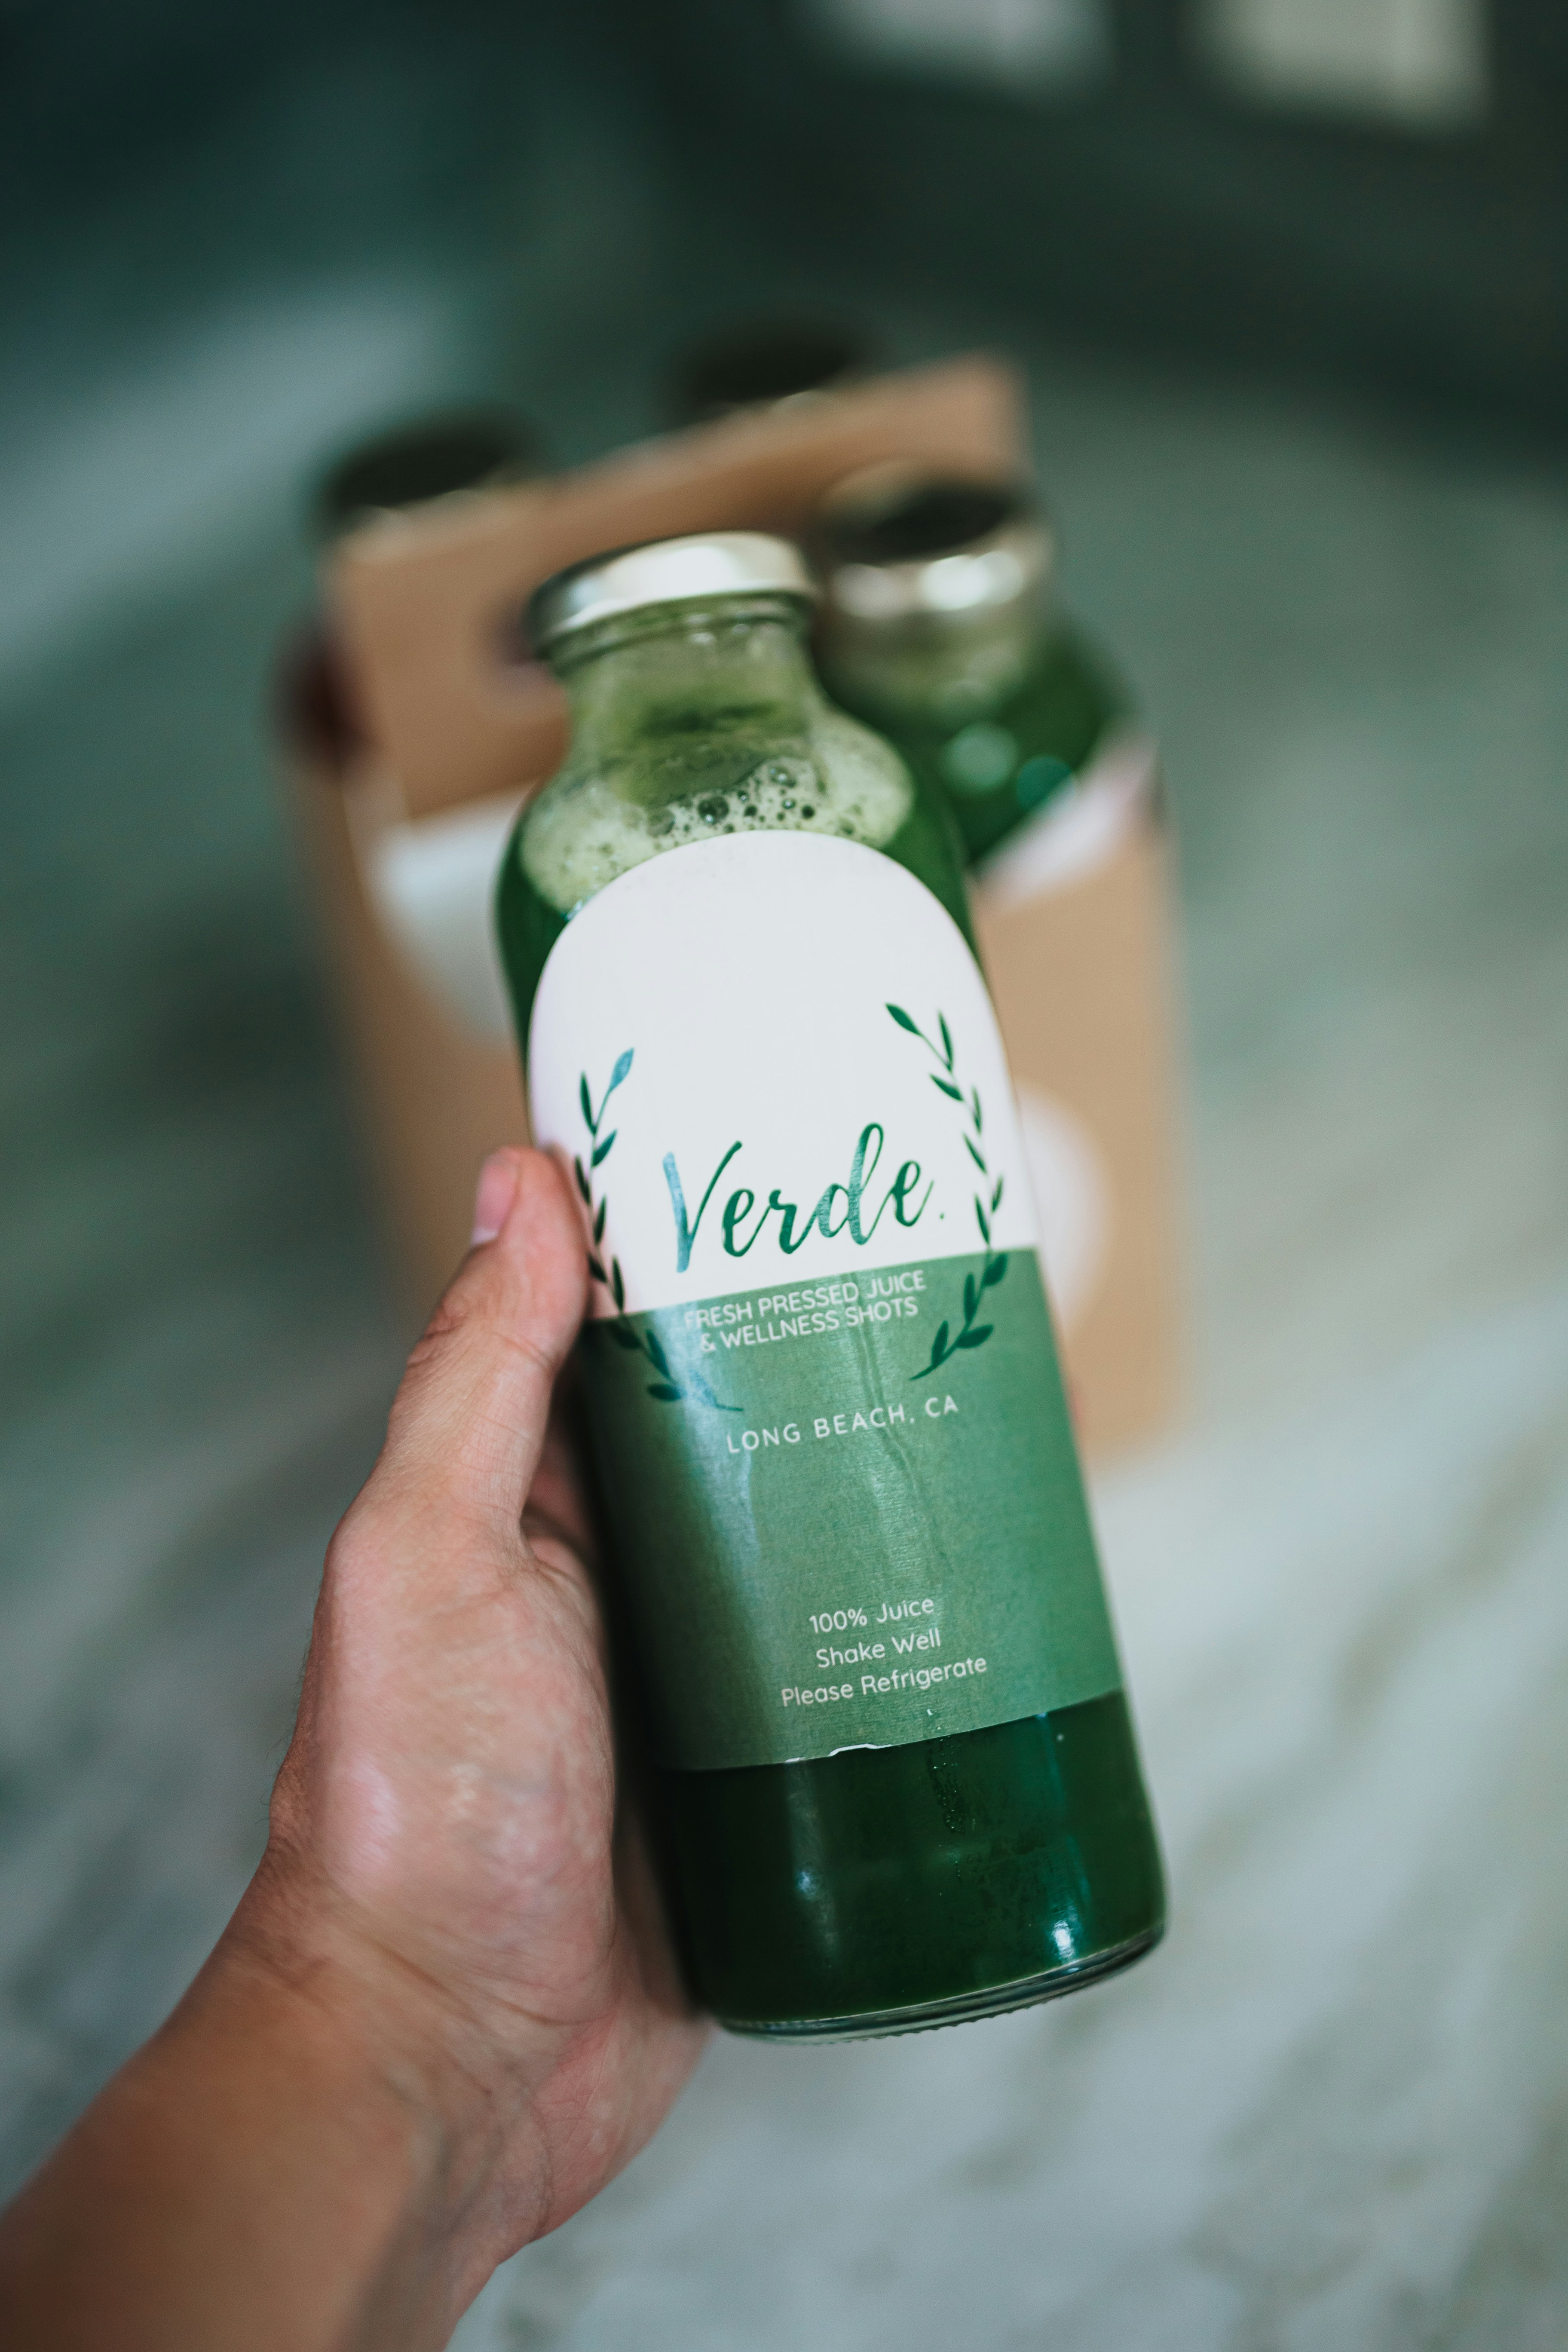 Verde.
FRESH PRESSED JUICE
& WELLNESS SHOTS
LONG BEACH, CA
100% Juice
Shake Well
Please Refrigerate